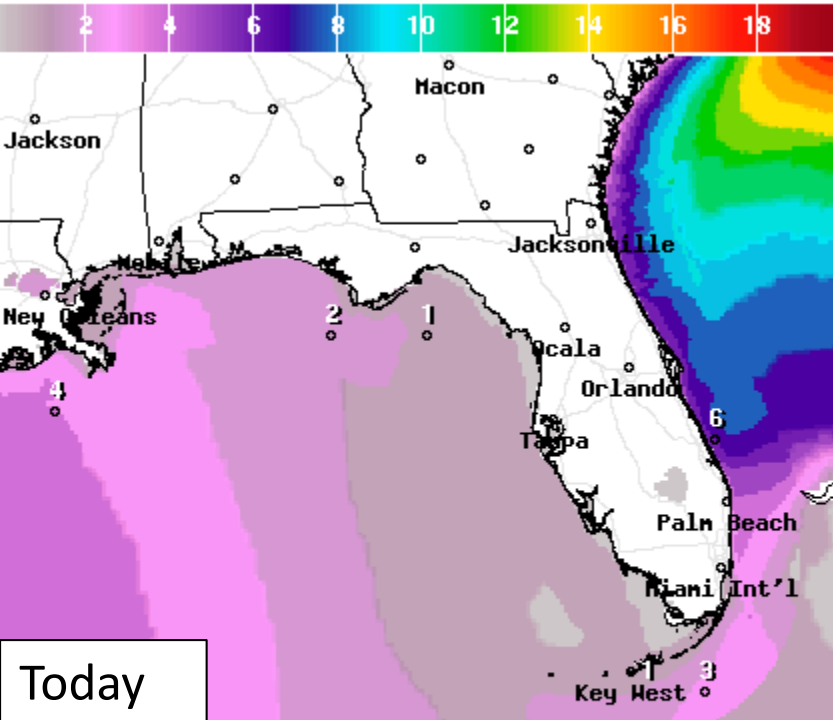 2 4 6 8 10 12 14 16 18
Macon
Jackson
Jacksonville
Mobile
New Orleans
2 1
Ocala
Orlando
4
6
Tampa
Palm Beach
Miami Int'l
1 3
Key West
Today